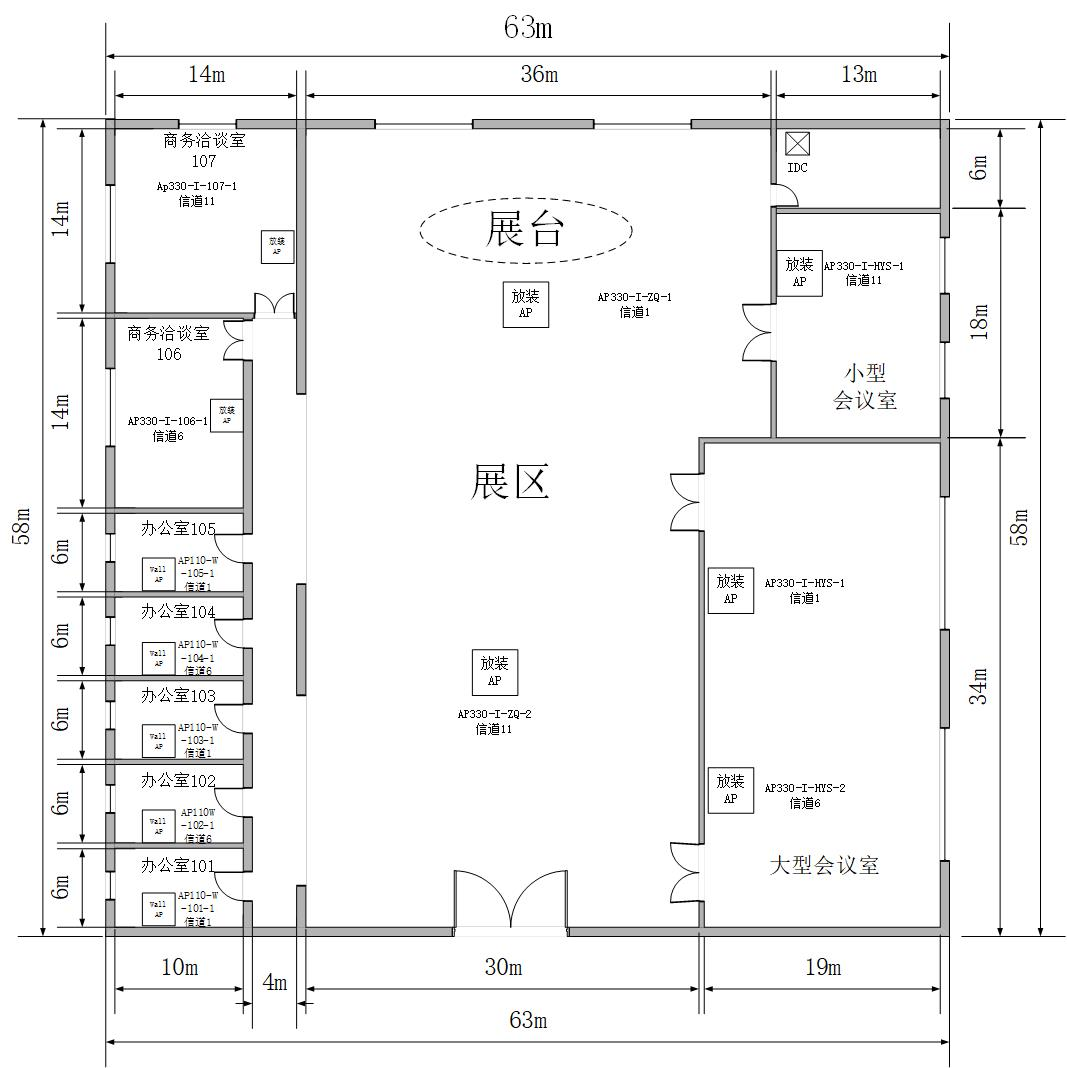 63m
14m
36m
13m
商务洽谈室
107
Ap330-I-107-1
信道11
放装
AP
14m
展台
放装
AP
AP330-I-ZQ-1
信道1
IDC
6m
放装
AP
AP330-I-HYS-1
信道11
小型
会议室
18m
商务洽谈室
106
AP330-I-106-1
信道6
放装
AP
14m
展区
58m
58m
办公室105
Wall
AP
AP110-W
-105-1
信道1
6m
办公室104
Wall
AP
AP110-W
-104-1
信道6
6m
办公室103
Wall
AP
AP110-W
-103-1
信道1
6m
办公室102
Wall
AP
AP110W
-102-1
信道6
6m
办公室101
Wall
AP
AP110-W
-101-1
信道1
6m
放装
AP
AP330-I-ZQ-2
信道11
放装
AP
AP330-I-HYS-1
信道1
34m
放装
AP
AP330-I-HYS-2
信道6
大型会议室
10m
4m
30m
19m
63m